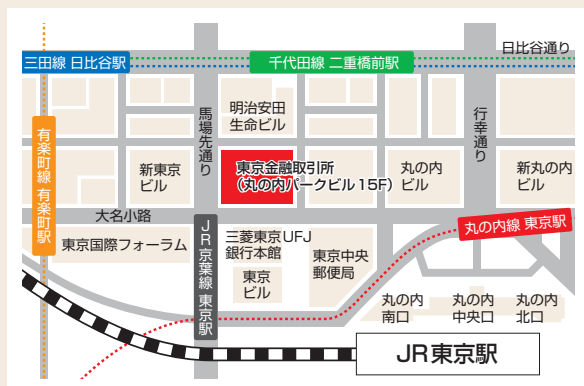 日比谷通り
三田線 日比谷駅
千代田線 二重橋前駅
明治安田
生命ビル
馬場先通り
行幸通り
有楽町線 有楽町駅
新東京
ビル
東京金融取引所
(丸の内パークビル15F)
丸の内
ビル
新丸の内
ビル
大名小路
丸の内線 東京駅
JR京葉線 東京駅
東京国際フォーラム
三菱東京UFJ
銀行本館
東京
ビル
東京中央
郵便局
丸の内
南口
丸の内
中央口
丸の内
北口
JR東京駅